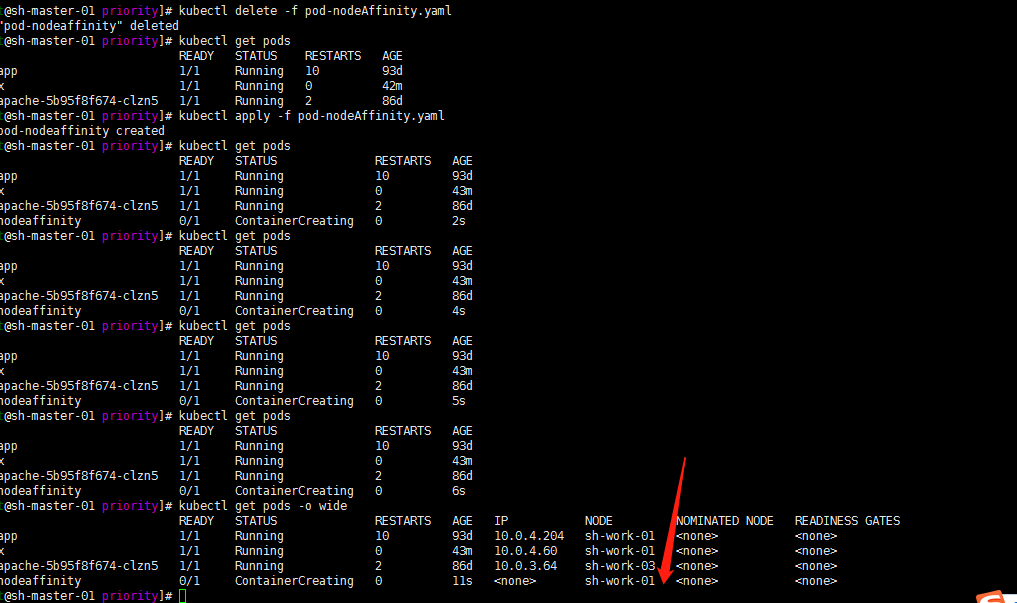 @sh-master-01 priority]# kubectl delete -f pod-nodeAffinity.yaml
"pod-nodeaffinity" deleted
@sh-master-01 priority]# kubectl get pods
READY STATUS RESTARTS AGE
app 1/1 Running 10 93d
x 1/1 Running 0 42m
apache-5b95f8f674-clzn5 1/1 Running 2 86d
@sh-master-01 priority]# kubectl apply -f pod-nodeAffinity.yaml
pod-nodeaffinity created
@sh-master-01 priority]# kubectl get pods
READY STATUS RESTARTS AGE
app 1/1 Running 10 93d
x 1/1 Running 0 43m
apache-5b95f8f674-clzn5 1/1 Running 2 86d
nodeaffinity 0/1 ContainerCreating 0 2s
@sh-master-01 priority]# kubectl get pods
READY STATUS RESTARTS AGE
app 1/1 Running 10 93d
x 1/1 Running 0 43m
apache-5b95f8f674-clzn5 1/1 Running 2 86d
nodeaffinity 0/1 ContainerCreating 0 4s
@sh-master-01 priority]# kubectl get pods
READY STATUS RESTARTS AGE
app 1/1 Running 10 93d
x 1/1 Running 0 43m
apache-5b95f8f674-clzn5 1/1 Running 2 86d
nodeaffinity 0/1 ContainerCreating 0 5s
@sh-master-01 priority]# kubectl get pods
READY STATUS RESTARTS AGE
app 1/1 Running 10 93d
x 1/1 Running 0 43m
apache-5b95f8f674-clzn5 1/1 Running 2 86d
nodeaffinity 0/1 ContainerCreating 0 6s
@sh-master-01 priority]# kubectl get pods -o wide
READY STATUS RESTARTS AGE IP NODE NOMINATED NODE READINESS GATES
app 1/1 Running 10 93d 10.0.4.204 sh-work-01 <none> <none>
x 1/1 Running 0 43m 10.0.4.60 sh-work-01 <none> <none>
apache-5b95f8f674-clzn5 1/1 Running 2 86d 10.0.3.64 sh-work-03 <none> <none>
nodeaffinity 0/1 ContainerCreating 0 11s <none> sh-work-01 <none> <none>
@sh-master-01 priority]#